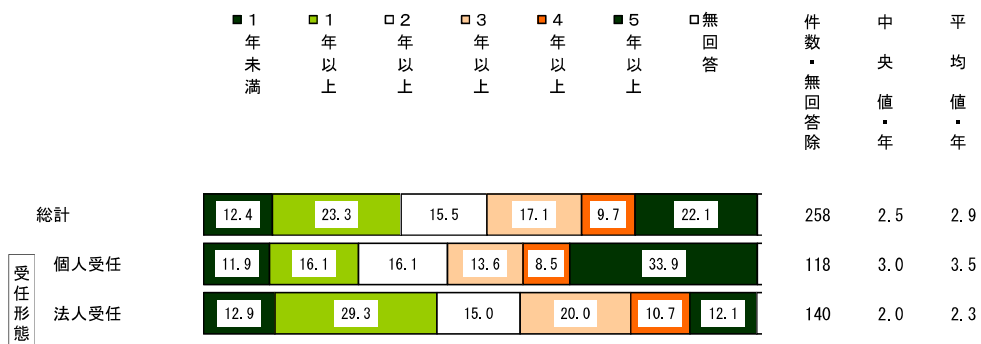 1年未満
1年以上
2年以上
3年以上
4年以上
5年以上
無回答
件数・無回答除
中央値・年
平均値・年
総計 12.4 23.3 15.5 17.1 9.7 22.1 258 2.5 2.9
受任形態
個人受任 11.9 16.1 16.1 13.6 8.5 33.9 118 3.0 3.5
法人受任 12.9 29.3 15.0 20.0 10.7 12.1 140 2.0 2.3